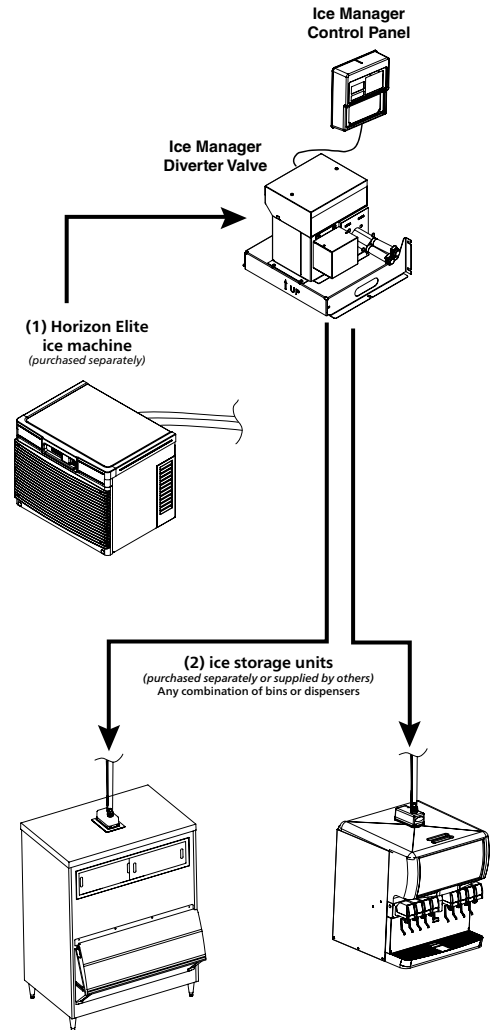 Ice Manager
Control Panel
Ice Manager
Diverter Valve
UP
(1) Horizon Elite
ice machine
(purchased separately)
(2) ice storage units
(purchased separately or supplied by others)
Any combination of bins or dispensers